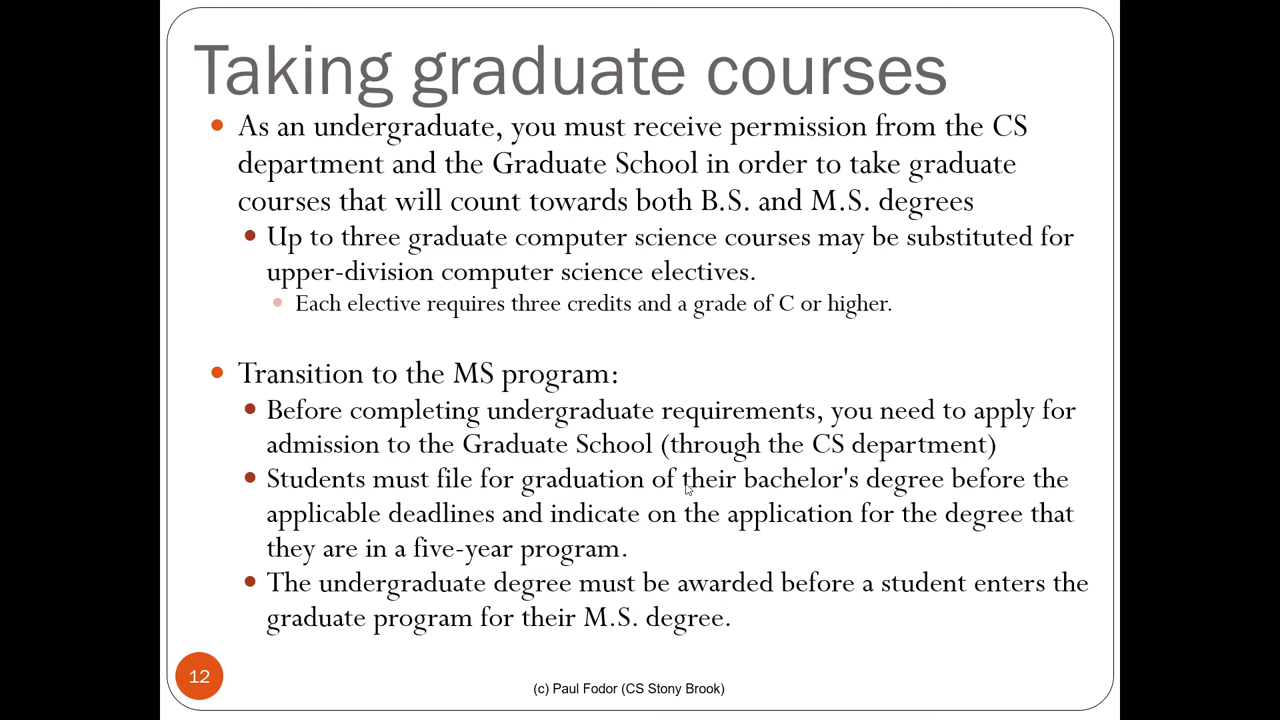 Taking graduate courses
As an undergraduate, you must receive permission from the CS
department and the Graduate School in order to take graduate
courses that will count towards both B.S. and M.S. degrees
Up to three graduate computer science courses may be substituted for
upper-division computer science electives.
Each elective requires three credits and a grade of C or higher.
Transition to the MS program:
Before completing undergraduate requirements, you need to apply for
admission to the Graduate School (through the CS department)
Students must file for graduation of their bachelor's degree before the
applicable deadlines and indicate on the application for the degree that
they are in a five-year program.
The undergraduate degree must be awarded before a student enters the
graduate program for their M.S. degree.
12
(c) Paul Fodor (CS Stony Brook)